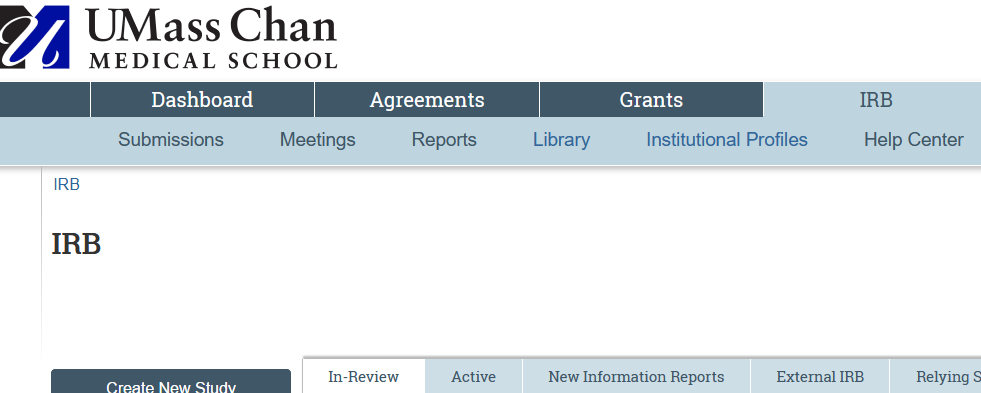 UMass Chan
MEDICAL SCHOOL
Dashboard Agreements Grants IRB
Submissions Meetings Reports Library Institutional Profiles Help Center
IRB
IRB
Create New Study
In-Review Active New Information Reports External IRB Relying S